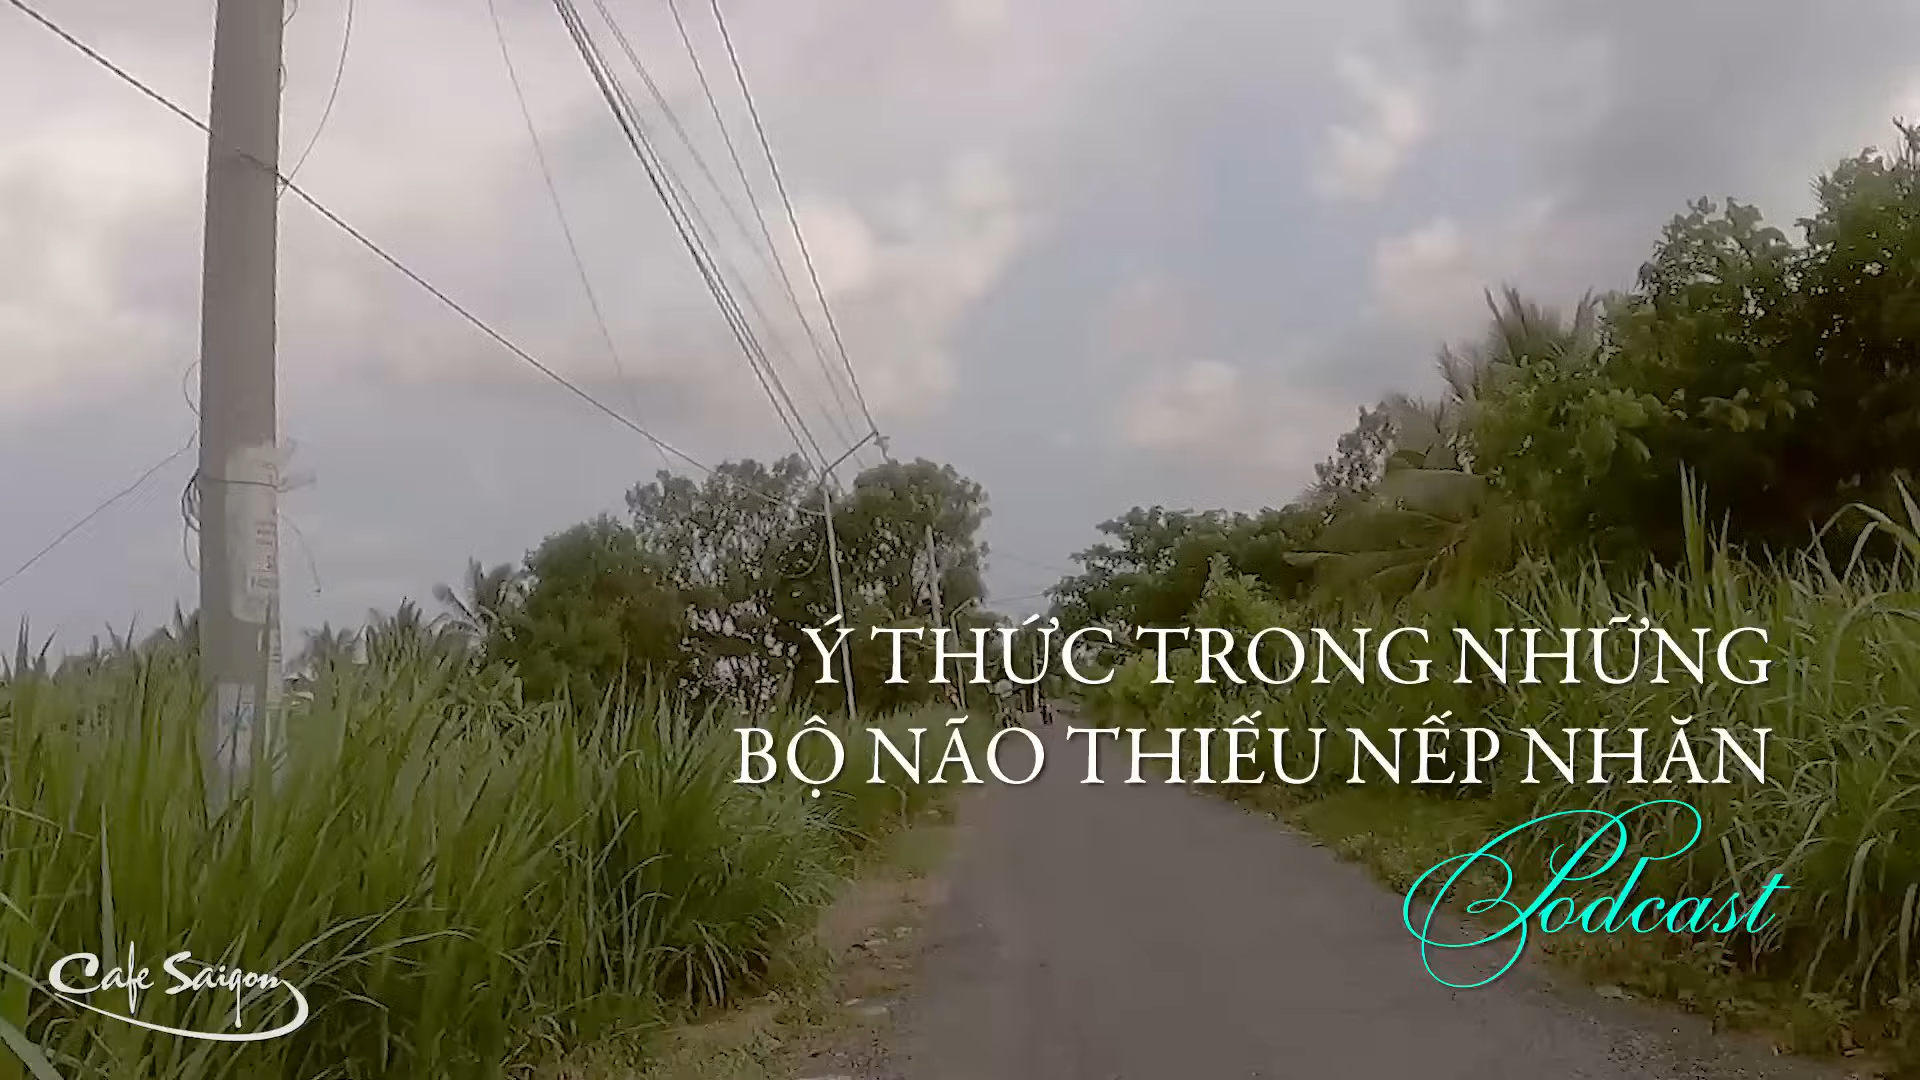 Ý THỨC TRONG NHỮNG
BỘ NÃO THIẾU NẾP NHĂN
Podcast
Cafe Saigon